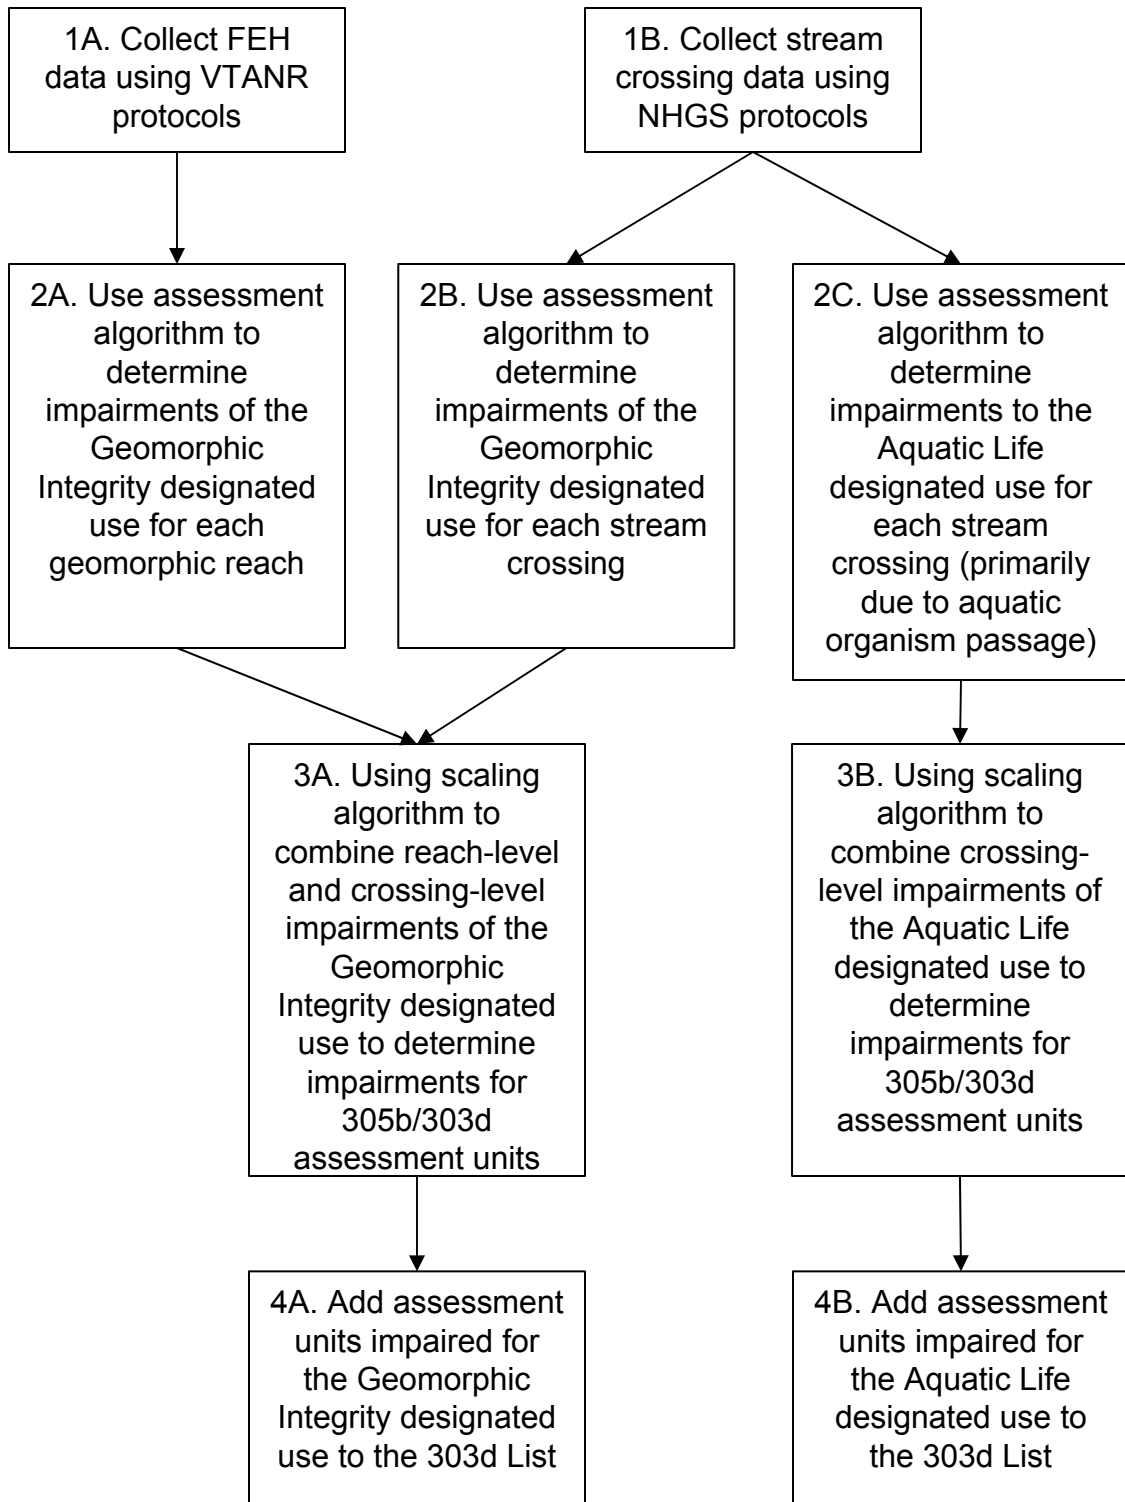 1A. Collect FEH
data using VTANR
protocols
1B. Collect stream
crossing data using
NHGS protocols
2A. Use assessment
algorithm to
determine
impairments of the
Geomorphic
Integrity designated
use for each
geomorphic reach
2B. Use assessment
algorithm to
determine
impairments of the
Geomorphic
Integrity designated
use for each stream
crossing
2C. Use assessment
algorithm to
determine
impairments to the
Aquatic Life
designated use for
each stream
crossing (primarily
due to aquatic
organism passage)
3A. Using scaling
algorithm to
combine reach-level
and crossing-level
impairments of the
Geomorphic
Integrity designated
use to determine
impairments for
305b/303d
assessment units
3B. Using scaling
algorithm to
combine crossing-
level impairments of
the Aquatic Life
designated use to
determine
impairments for
305b/303d
assessment units
4A. Add assessment
units impaired for
the Geomorphic
Integrity designated
use to the 303d List
4B. Add assessment
units impaired for
the Aquatic Life
designated use to
the 303d List